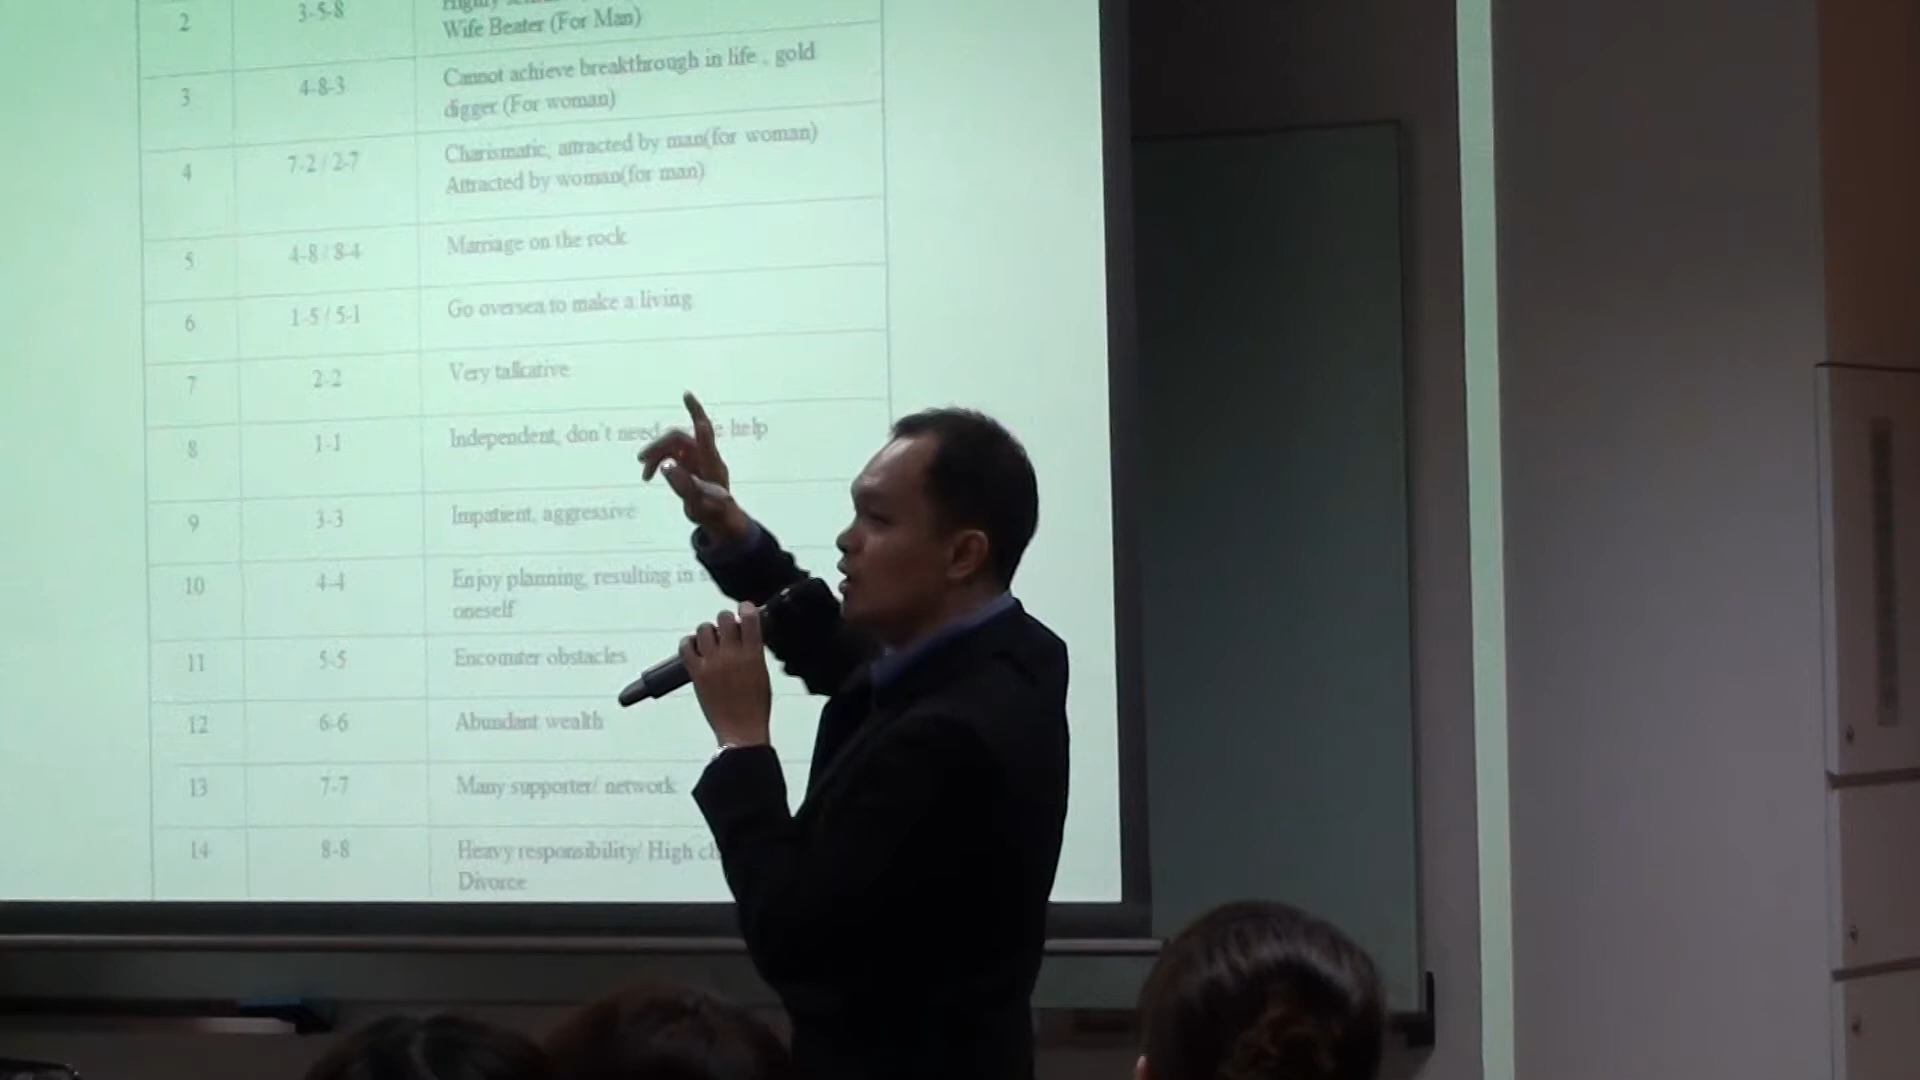 2 3-5-8
Wife Beater (For Man)
3 4-8-3 Cannot achieve breakthrough in life , gold
digger (For woman)
4 7-2 / 2-7 Charismatic, attracted by man(for woman)
Attracted by woman(for man)
5 4-8 / 8-4 Marriage on the rock
6 1-5 / 5-1 Go oversea to make a living
7 2-2 Very talkative
8 1-1 Independent, don't need help
9 3-3 Impatient, aggressive
10 4-4 Enjoy planning, resulting in
oneself
11 5-5 Encounter obstacles
12 6-6 Abundant wealth
13 7-7 Many supporter/ network
14 8-8 Heavy responsibility/ High
Divorce